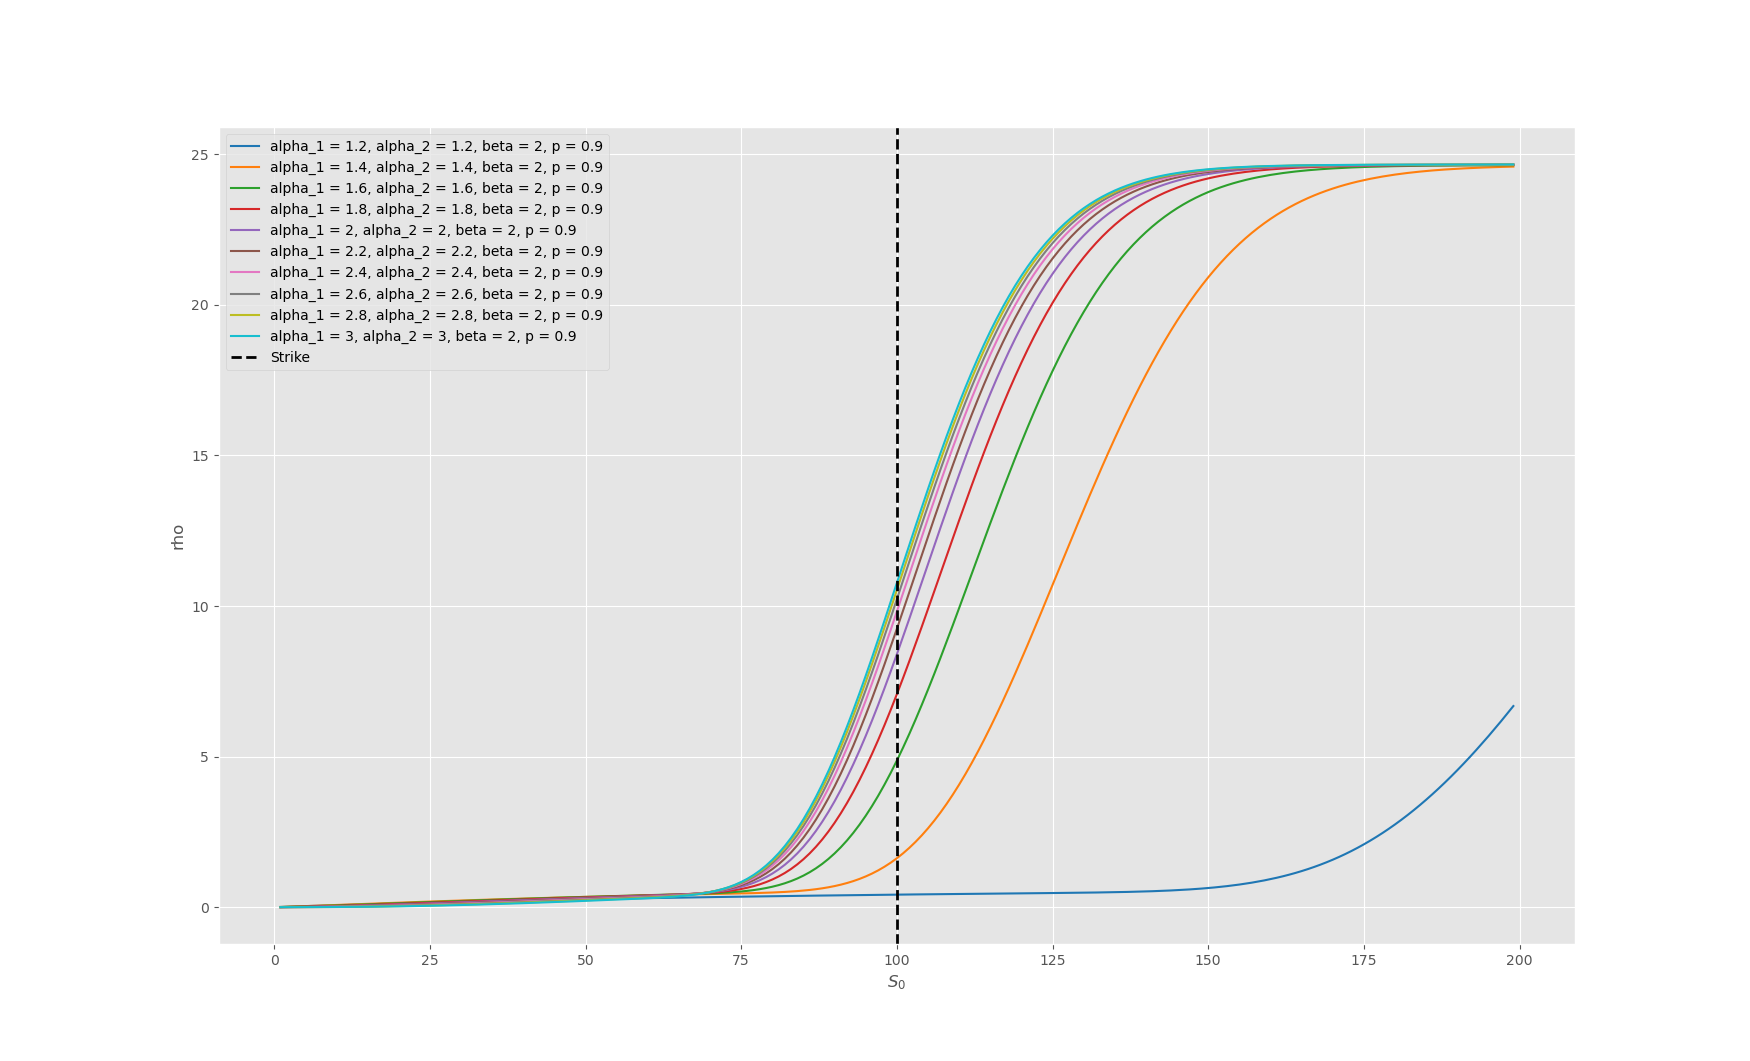 alpha_1 = 1.2, alpha_2 = 1.2, beta = 2, p = 0.9
alpha_1 = 1.4, alpha_2 = 1.4, beta = 2, p = 0.9
alpha_1 = 1.6, alpha_2 = 1.6, beta = 2, p = 0.9
alpha_1 = 1.8, alpha_2 = 1.8, beta = 2, p = 0.9
alpha_1 = 2, alpha_2 = 2, beta = 2, p = 0.9
alpha_1 = 2.2, alpha_2 = 2.2, beta = 2, p = 0.9
alpha_1 = 2.4, alpha_2 = 2.4, beta = 2, p = 0.9
alpha_1 = 2.6, alpha_2 = 2.6, beta = 2, p = 0.9
alpha_1 = 2.8, alpha_2 = 2.8, beta = 2, p = 0.9
alpha_1 = 3, alpha_2 = 3, beta = 2, p = 0.9
Strike
25
20
15
10
5
0
rho
0 25 50 75 100 125 150 175 200
S_0